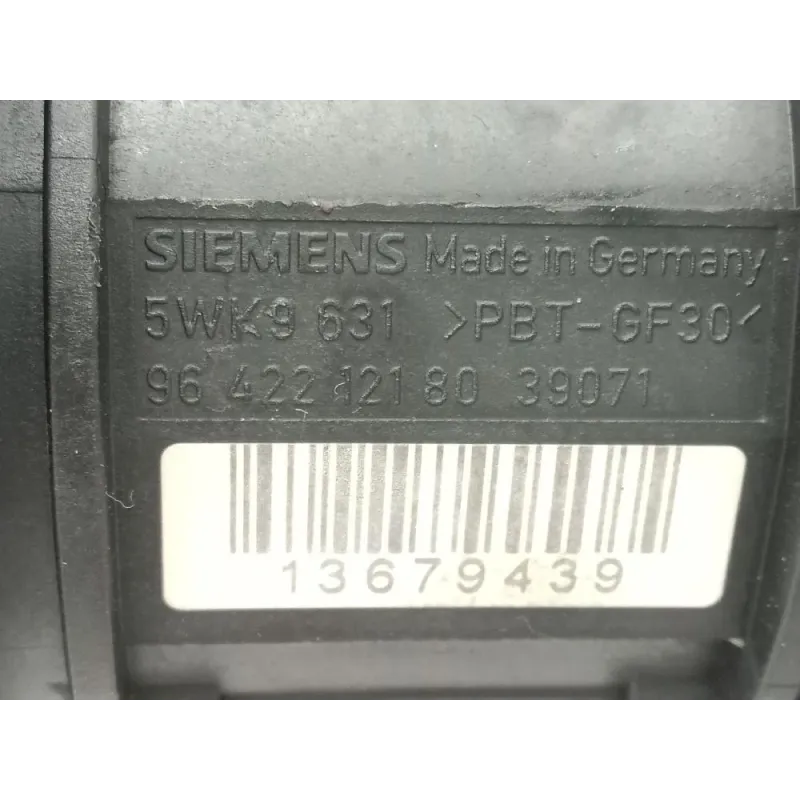 SIEMENS Made in Germany
5WK9 631 >PBT-GF30<
96 422 121 80 39071
13679439